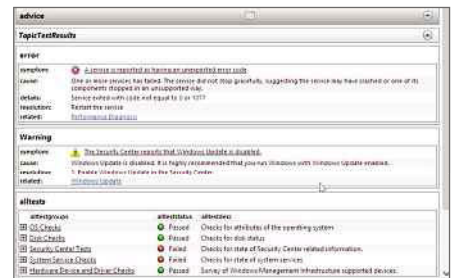 advice
TopicTestResults
error
symptom: A service is reported as having an unexpected error code
cause: One or more services has failed. The service did not stop gracefully, suggesting the service may have crashed or one of its
components stopped in an unsupported way.
details: Service exited with code not equal to 0 or 1077
resolution: Restart the service
related: Performance Diagnosis
Warning
symptom: The Security Center reports that Windows Update is disabled.
cause: Windows Update is disabled. It is highly recommended that you run Windows with Windows Update enabled.
resolution: 1. Enable Windows Update in the Security Center.
related: Windows Update
alltests
alltestgroups allteststatus alltestdesc
OS Checks Passed Checks for attributes of the operating system
Disk Checks Passed Checks for disk status
Security Center Tests Failed Checks for state of Security Center related information.
System Service Checks Failed Checks for state of system services
Hardware Device and Driver Checks Passed Survey of Windows Management Infrastructure supported devices.